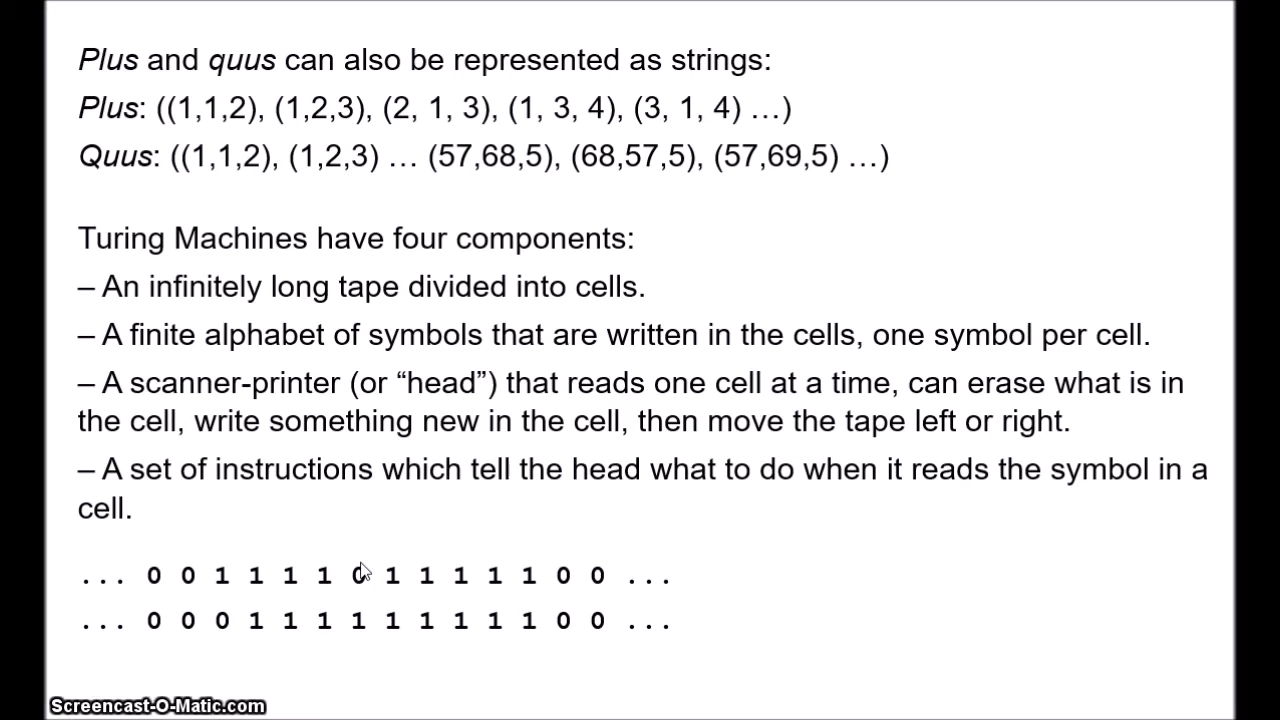 Plus and quus can also be represented as strings:
Plus: ((1,1,2), (1,2,3), (2, 1, 3), (1, 3, 4), (3, 1, 4) …)
Quus: ((1,1,2), (1,2,3) … (57,68,5), (68,57,5), (57,69,5) …)
Turing Machines have four components:
– An infinitely long tape divided into cells.
– A finite alphabet of symbols that are written in the cells, one symbol per cell.
– A scanner-printer (or “head”) that reads one cell at a time, can erase what is in
the cell, write something new in the cell, then move the tape left or right.
– A set of instructions which tell the head what to do when it reads the symbol in a
cell.
... 0 0 1 1 1 1 0 1 1 1 1 1 0 0 ...
... 0 0 0 1 1 1 1 1 1 1 1 1 0 0 ...
Screencast-O-Matic.com